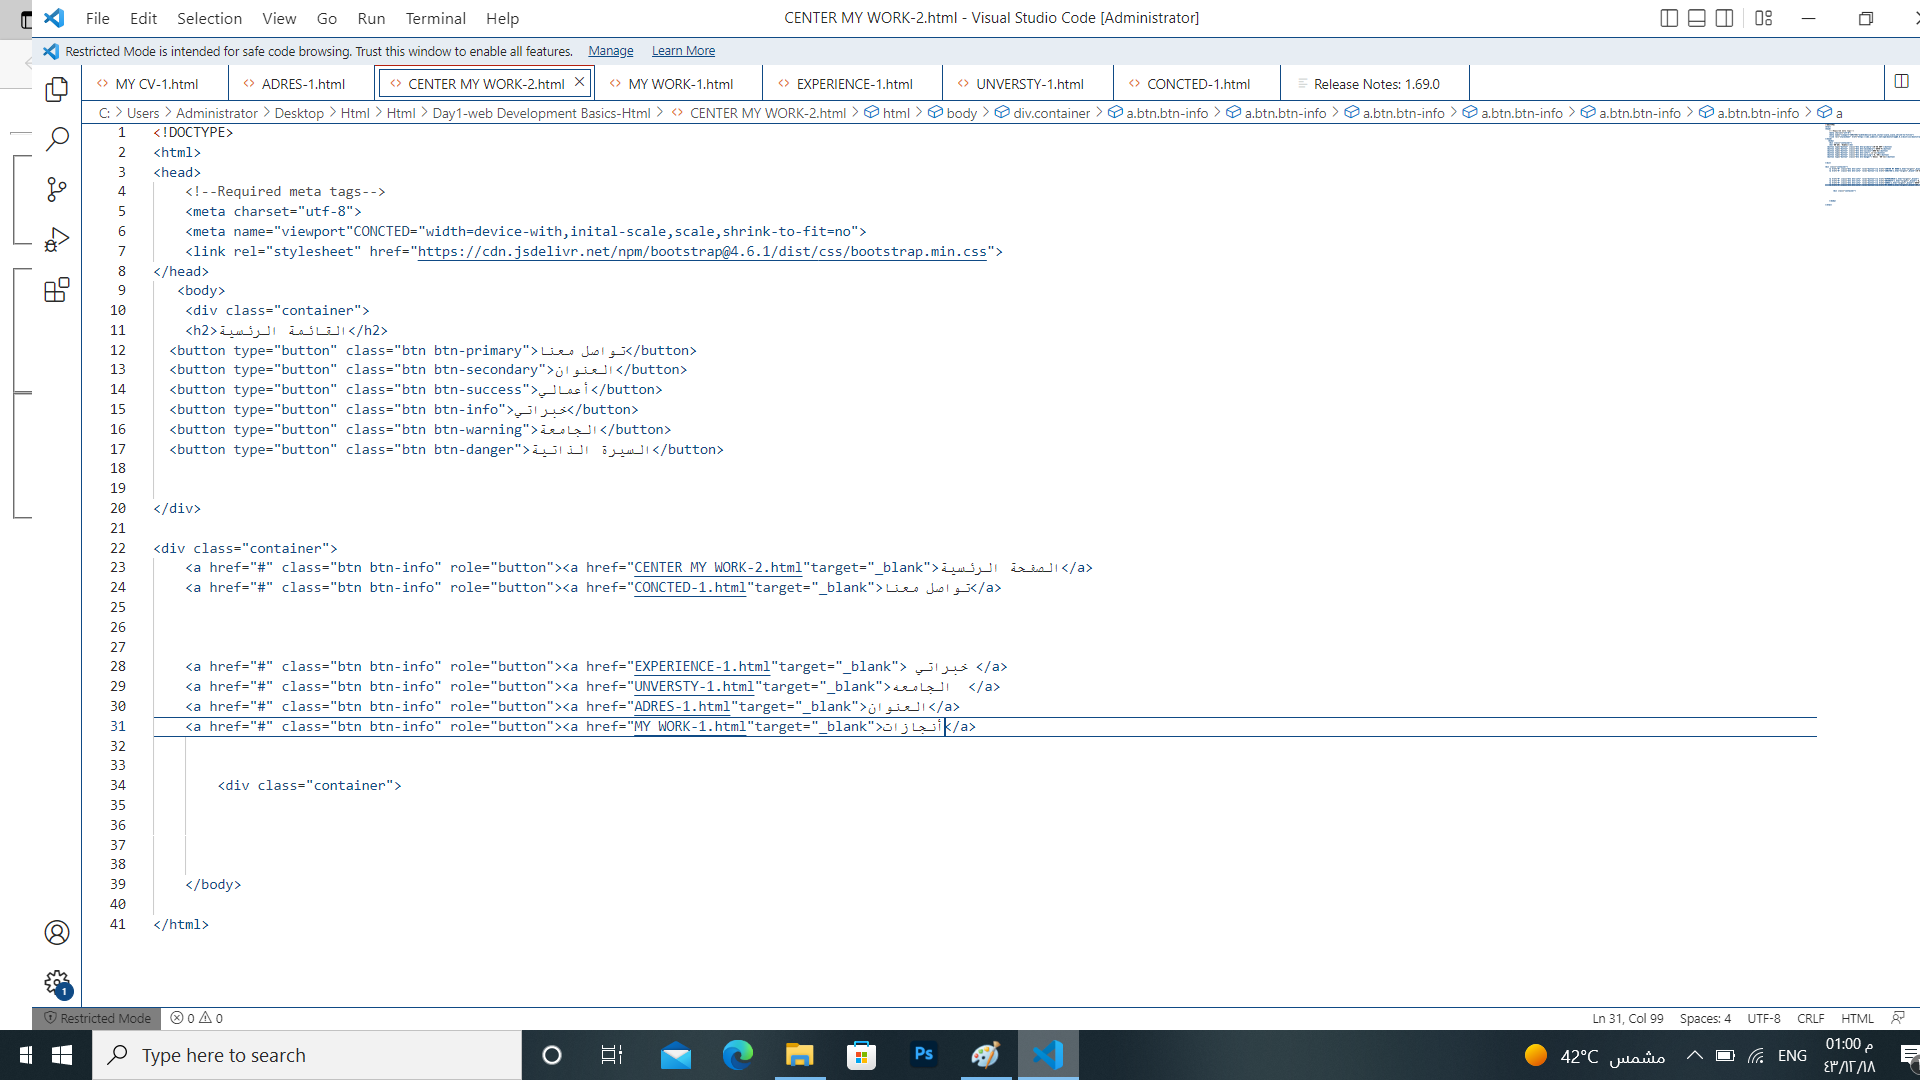 File Edit Selection View Go Run Terminal Help
CENTER MY WORK-2.html - Visual Studio Code [Administrator]
Restricted Mode is intended for safe code browsing. Trust this window to enable all features. Manage Learn More
MY CV-1.html ADRES-1.html CENTER MY WORK-2.html MY WORK-1.html EXPERIENCE-1.html UNVERSTY-1.html CONCTED-1.html Release Notes: 1.69.0
C: > Users > Administrator > Desktop > Html > Html > Day1-web Development Basics-Html > CENTER MY WORK-2.html > html > body > div.container > a.btn.btn-info > a.btn.btn-info > a.btn.btn-info > a.btn.btn-info > a.btn.btn-info > a.btn.btn-info > a
1 <!DOCTYPE>
2 <html>
3 <head>
4 <!--Required meta tags-->
5 <meta charset="utf-8">
6 <meta name="viewport"CONCTED="width=device-with,inital-scale,scale,shrink-to-fit=no">
7 <link rel="stylesheet" href="https://cdn.jsdelivr.net/npm/bootstrap@4.6.1/dist/css/bootstrap.min.css">
8 </head>
9 <body>
10 <div class="container">
11 <h2>القائمة الرئسية</h2>
12 <button type="button" class="btn btn-primary">تواصل معنا</button>
13 <button type="button" class="btn btn-secondary">العنوان</button>
14 <button type="button" class="btn btn-success">أعمالي</button>
15 <button type="button" class="btn btn-info">خبراتي</button>
16 <button type="button" class="btn btn-warning">الجامعة</button>
17 <button type="button" class="btn btn-danger">السيرة الذاتية</button>
18
19
20 </div>
21
22 <div class="container">
23 <a href="#" class="btn btn-info" role="button"><a href="CENTER MY WORK-2.html"target="_blank">الصفحة الرئسية</a>
24 <a href="#" class="btn btn-info" role="button"><a href="CONCTED-1.html"target="_blank">تواصل معنا</a>
25
26
27
28 <a href="#" class="btn btn-info" role="button"><a href="EXPERIENCE-1.html"target="_blank"> خبراتي </a>
29 <a href="#" class="btn btn-info" role="button"><a href="UNVERSTY-1.html"target="_blank">الجامعه  </a>
30 <a href="#" class="btn btn-info" role="button"><a href="ADRES-1.html"target="_blank">العنوان</a>
31 <a href="#" class="btn btn-info" role="button"><a href="MY WORK-1.html"target="_blank">أنجازات</a>
32
33
34 <div class="container">
35
36
37
38
39 </body>
40
41 </html>
1
Restricted Mode 0 0 Ln 31, Col 99 Spaces: 4 UTF-8 CRLF HTML
Type here to search Ps 42°C مشمس ENG 01:00 م
٤٣/١٢/١٨